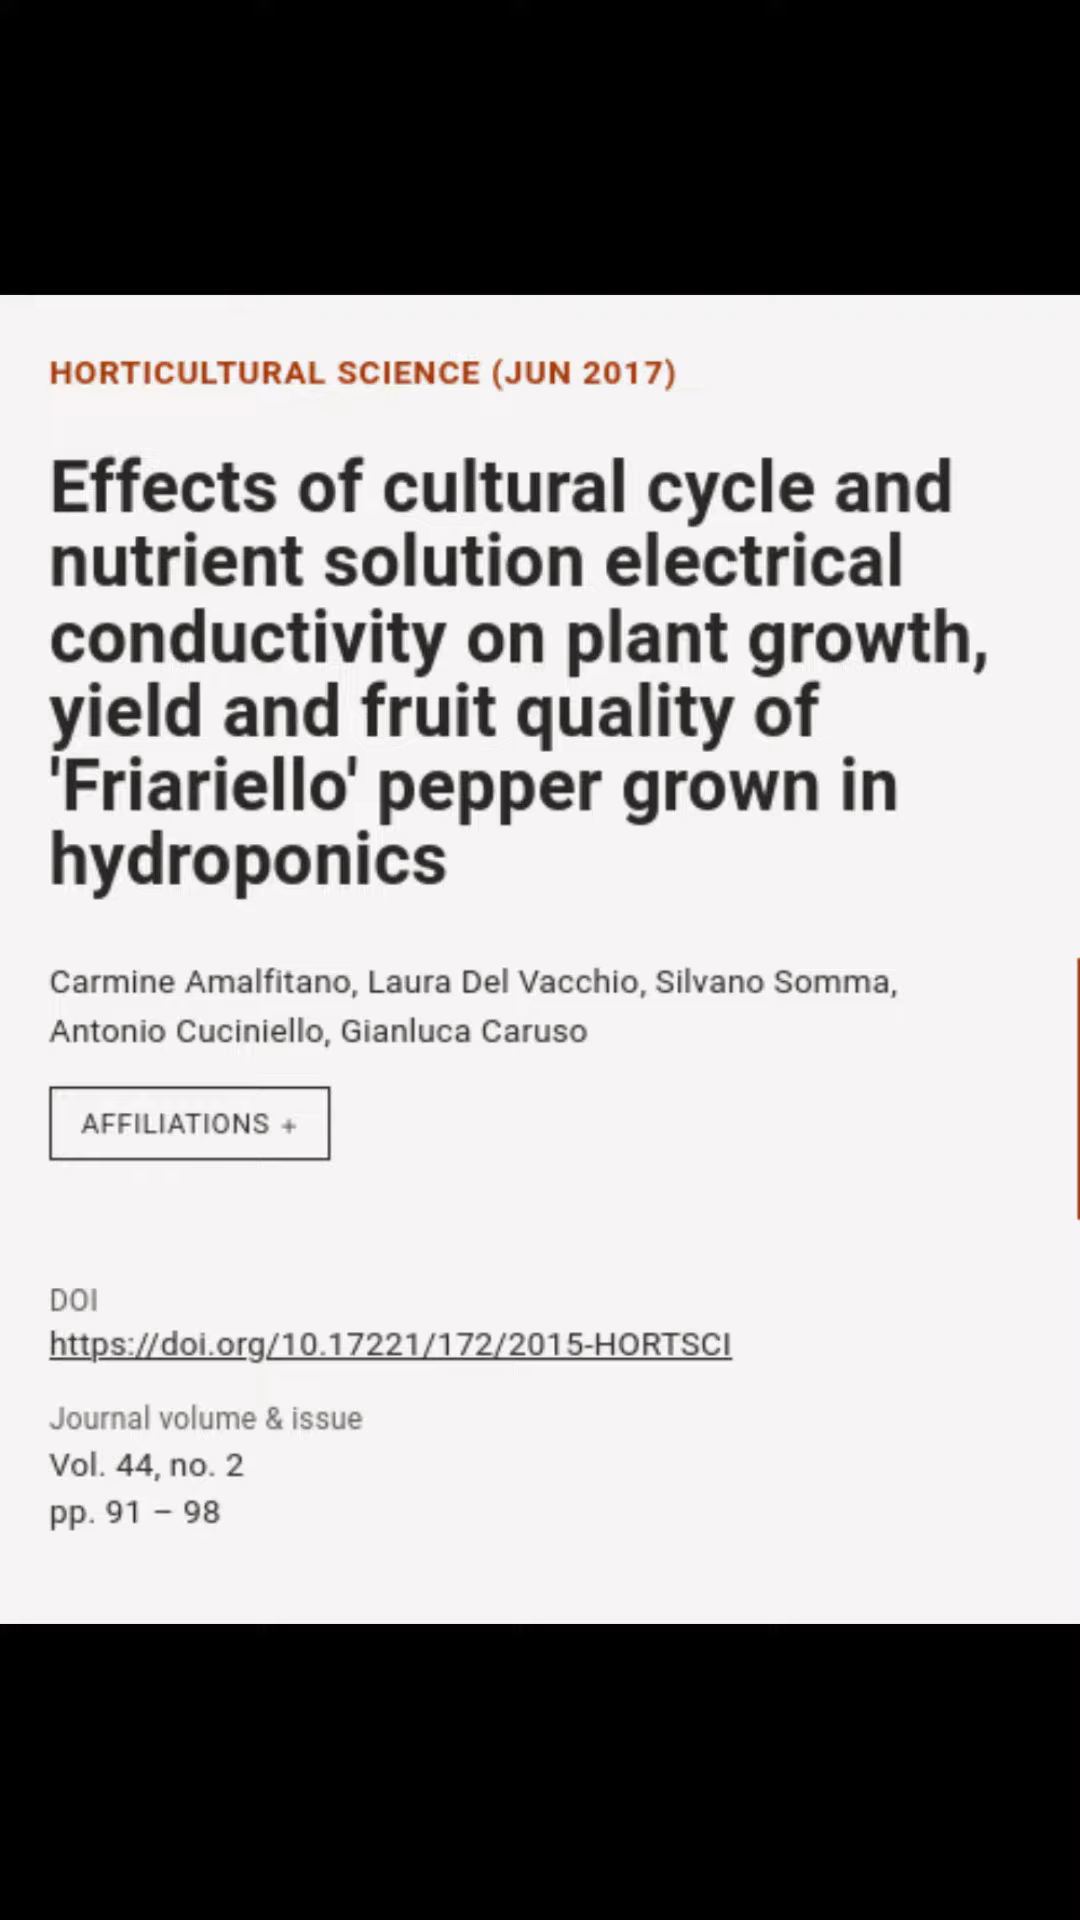 HORTICULTURAL SCIENCE (JUN 2017)
Effects of cultural cycle and
nutrient solution electrical
conductivity on plant growth,
yield and fruit quality of
'Friariello' pepper grown in
hydroponics
Carmine Amalfitano, Laura Del Vacchio, Silvano Somma,
Antonio Cuciniello, Gianluca Caruso
AFFILIATIONS +
DOI
https://doi.org/10.17221/172/2015-HORTSCI
Journal volume & issue
Vol. 44, no. 2
pp. 91 – 98